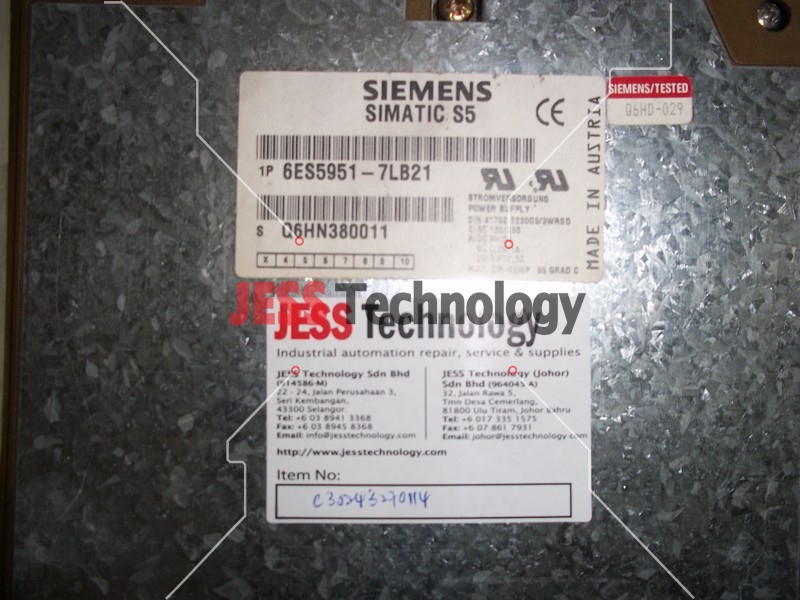 SIEMENS
SIMATIC S5
CE
SIEMENS/TESTED
Q6HD-029
MADE IN AUSTRIA
1P 6ES5951-7LB21
STROMVERSORGUNG
POWER SUPPLY
S Q6HN380011
X 4 5 6 7 8 9 10
55 GRAD C
JESS Technology
JESS Technology
Industrial automation repair, service & supplies
JESS Technology Sdn Bhd
(514586-M)
22 - 24, Jalan Perusahaan 3,
Seri Kembangan,
43300 Selangor.
Tel: +6 03 8941 3368
Fax: +6 03 8945 8368
Email: info@jesstechnology.com
JESS Technology (Johor)
Sdn Bhd (964045-A)
32, Jalan Rawa 5,
Tmn Desa Cemerlang,
81800 Ulu Tiram, Johor Bahru
Tel: +6 017 335 1575
Fax: +6 07 861 7931
Email: johor@jesstechnology.com
http://www.jesstechnology.com
Item No: